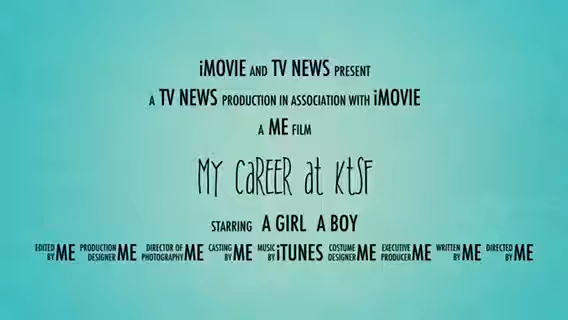 iMOVIE AND TV NEWS PRESENT
A TV NEWS PRODUCTION IN ASSOCIATION WITH iMOVIE
A ME FILM
MY CAREER at KTSF
STARRING A GIRL A BOY
EDITED BY ME PRODUCTION DESIGNER ME DIRECTOR OF PHOTOGRAPHY ME CASTING BY ME MUSIC BY iTUNES COSTUME DESIGNER ME EXECUTIVE PRODUCER ME WRITTEN BY ME DIRECTED BY ME